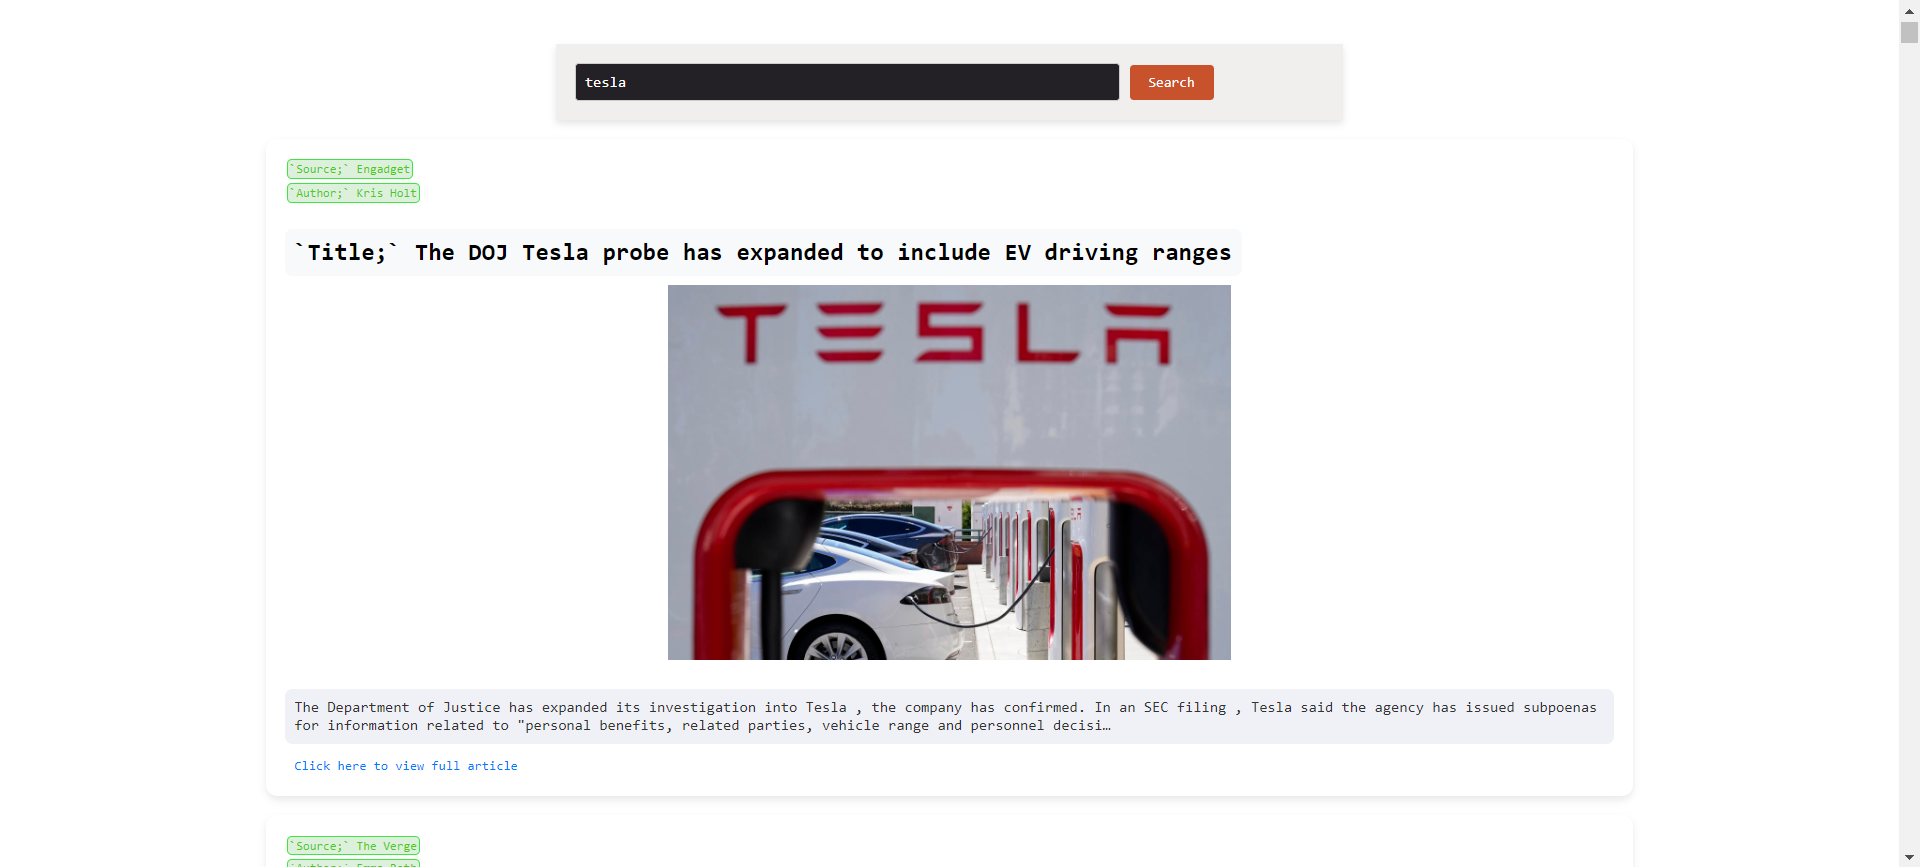 tesla
Search
`Source;` Engadget
`Author;` Kris Holt
`Title;` The DOJ Tesla probe has expanded to include EV driving ranges
TESLA
The Department of Justice has expanded its investigation into Tesla , the company has confirmed. In an SEC filing , Tesla said the agency has issued subpoenas
for information related to "personal benefits, related parties, vehicle range and personnel decisi…
Click here to view full article
`Source;` The Verge